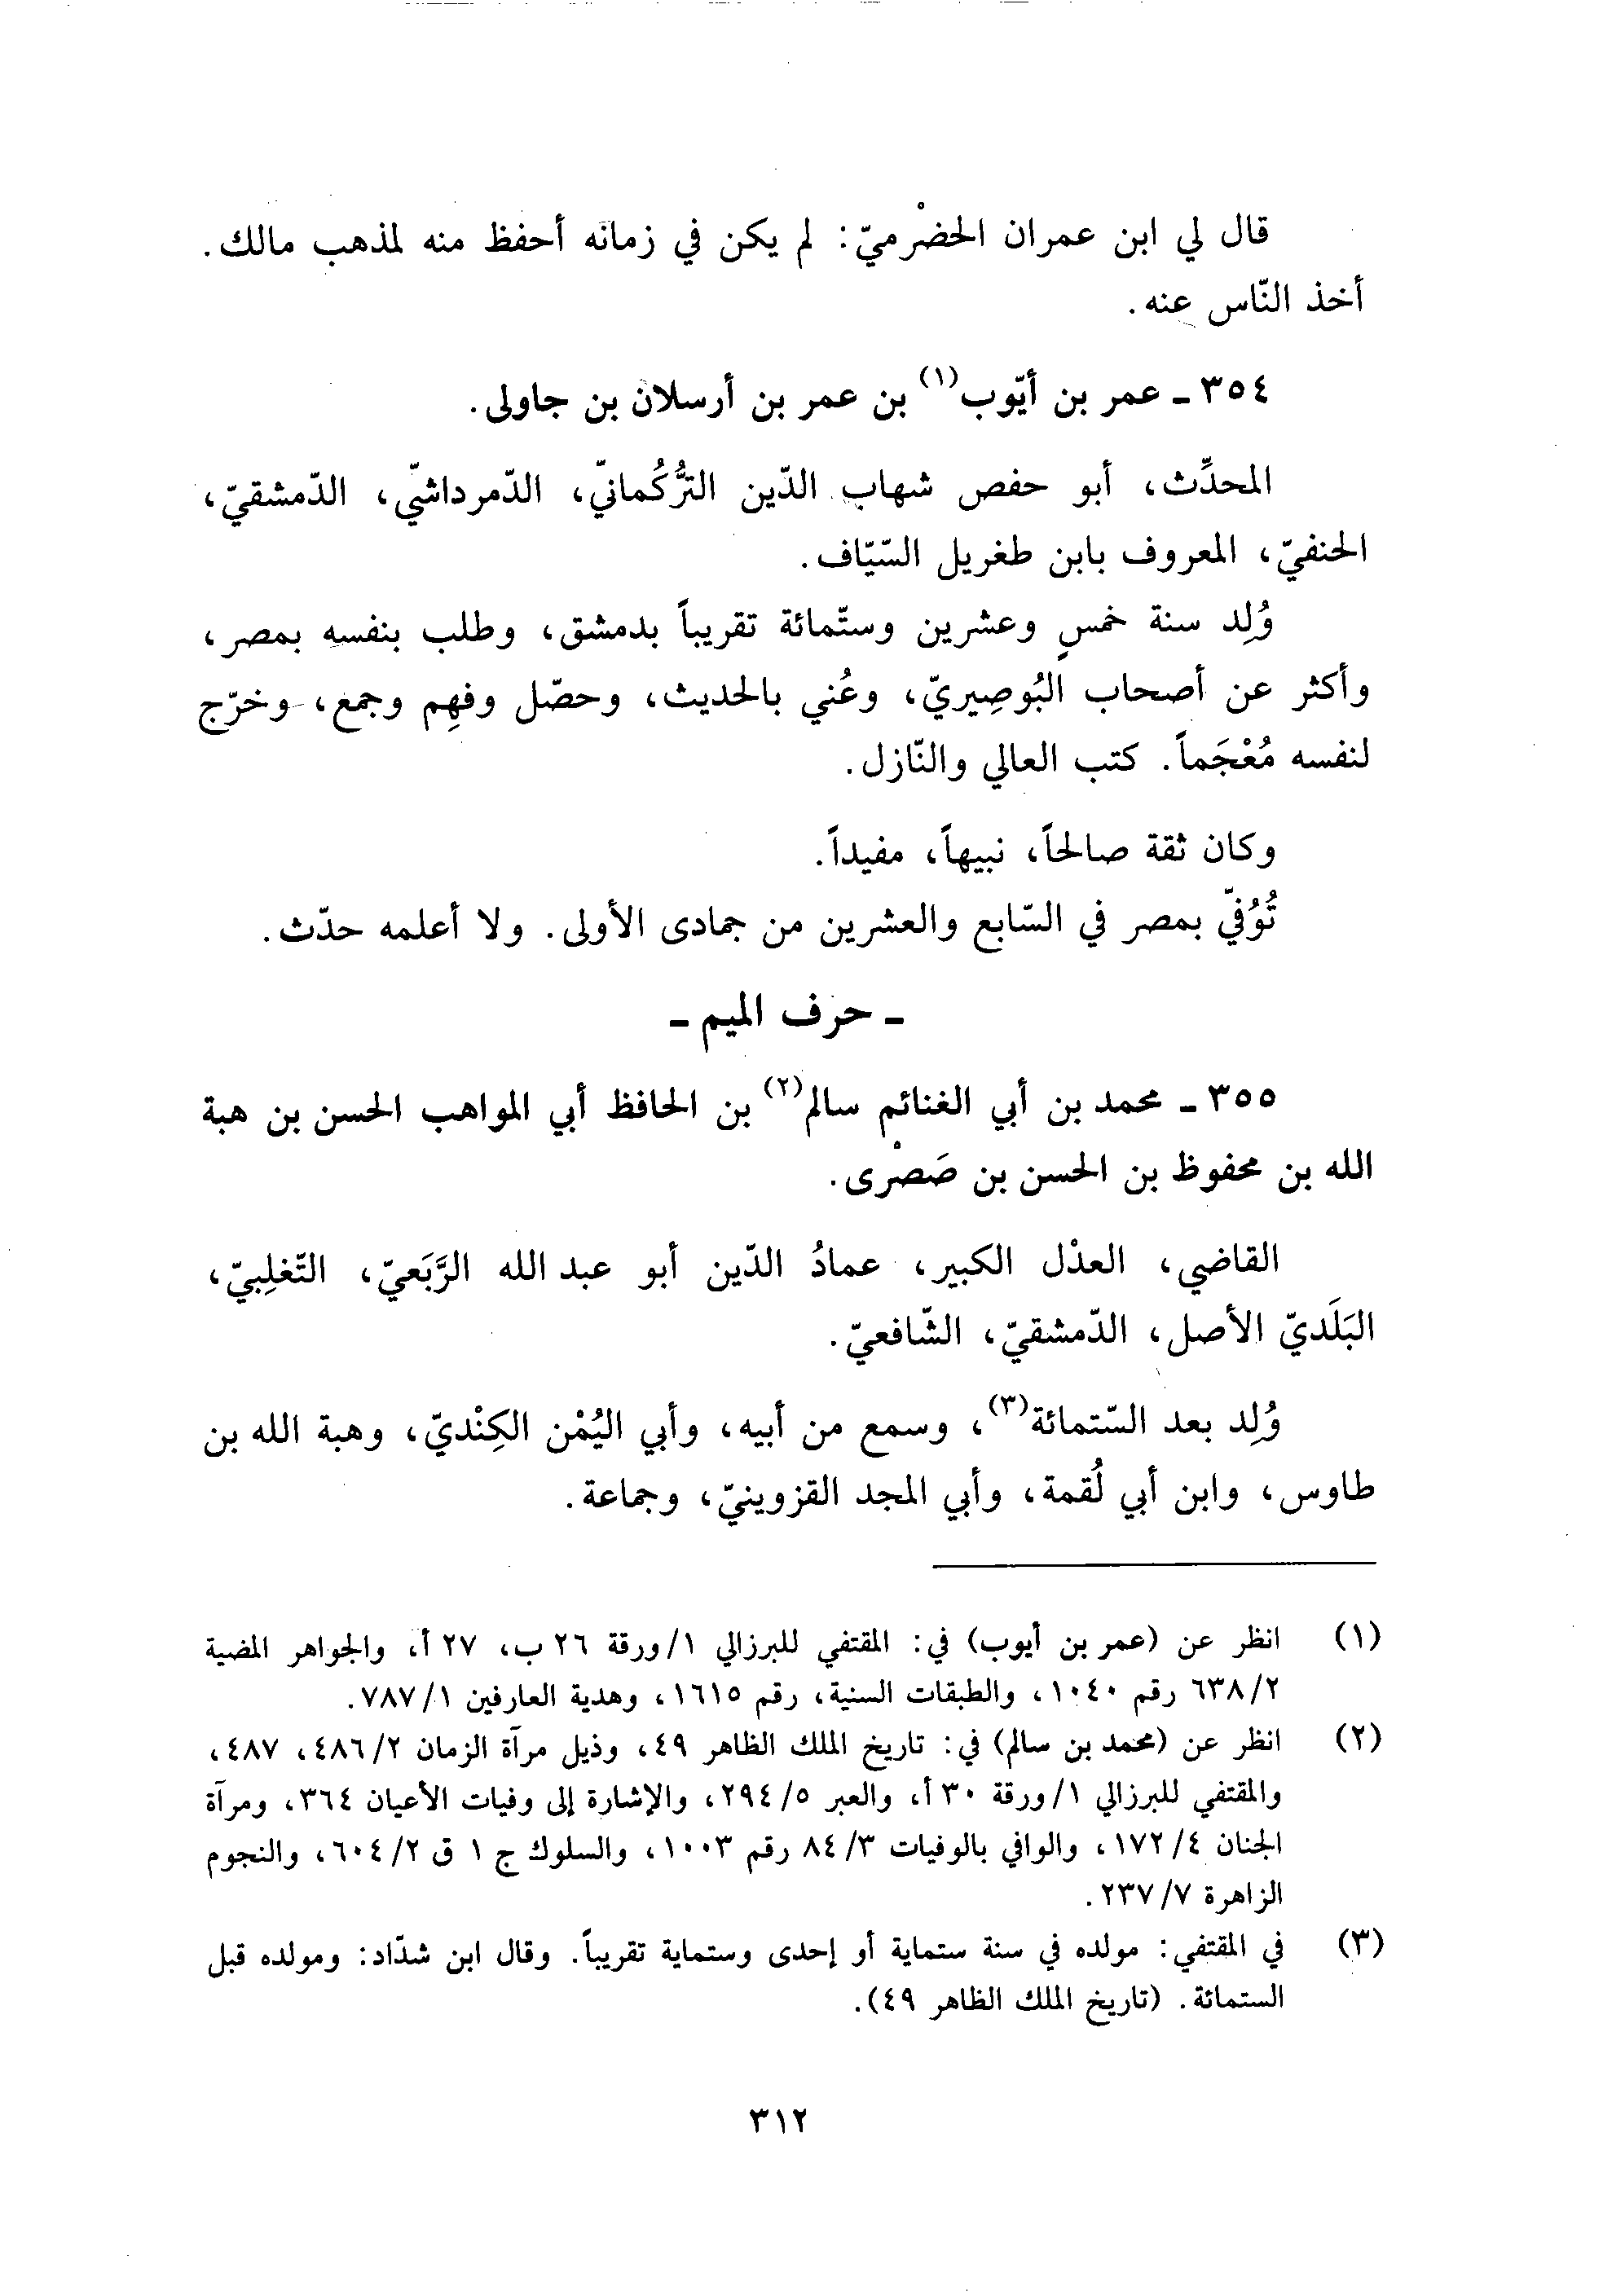 قال لي ابن عمران الحضْرميّ: لم يكن في زمانه أحفظ منه لمذهب مالك.
أخذ النّاس عنه.
٣٥٤ ـ عمر بن أيّوب(١) بن عمر بن أرسلان بن جاولى.
المحدِّث، أبو حفص شهاب الدّين التُّركُمانيّ، الدّمرداشيّ، الدّمشقيّ،
الحنفيّ، المعروف بابن طغريل السّيّاف.
وُلِد سنة خمسٍ وعشرين وستّمائة تقريباً بدمشق، وطلب بنفسه بمصر،
وأكثر عن أصحاب البُوصِيريّ، وعُني بالحديث، وحصّل وفهِم وجمع، وخرّج
لنفسه مُعْجَماً. كتب العالي والنّازل.
وكان ثقة صالحاً، نبيهاً، مفيداً.
تُوُفّي بمصر في السّابع والعشرين من جمادى الأولى. ولا أعلمه حدّث.
ـ حرف الميم ـ
٣٥٥ ـ محمد بن أبي الغنائم سالم(٢) بن الحافظ أبي المواهب الحسن بن هبة
الله بن محفوظ بن الحسن بن صَصْرى.
القاضي، العدْل الكبير، عمادُ الدّين أبو عبد الله الرَّبَعيّ، التّغلِبيّ،
البَلَديّ الأصل، الدّمشقيّ، الشّافعيّ.
وُلِد بعد السّتمائة(٣)، وسمع من أبيه، وأبي اليُمْن الكِنْديّ، وهبة الله بن
طاوس، وابن أبي لُقمة، وأبي المجد القزوينيّ، وجماعة.
(١) انظر عن (عمر بن أيوب) في: المقتفي للبرزالي ١/ورقة ٢٦ ب، ٢٧ أ، والجواهر المضية
٦٣٨/٢ رقم ١٠٤٠، والطبقات السنية، رقم ١٦١٥، وهدية العارفين ٧٨٧/١.
(٢) انظر عن (محمد بن سالم) في: تاريخ الملك الظاهر ٤٩، وذيل مرآة الزمان ٤٨٦/٢، ٤٨٧،
والمقتفي للبرزالي ١/ورقة ٣٠ أ، والعبر ٢٩٤/٥، والإشارة إلى وفيات الأعيان ٣٦٤، ومرآة
الجنان ١٧٢/٤، والوافي بالوفيات ٨٤/٣ رقم ١٠٠٣، والسلوك ج ١ ق ٦٠٤/٢، والنجوم
الزاهرة ٢٣٧/٧.
(٣) في المقتفي: مولده في سنة ستماية أو إحدى وستماية تقريباً. وقال ابن شدّاد: ومولده قبل
الستمائة. (تاريخ الملك الظاهر ٤٩).
٣١٢